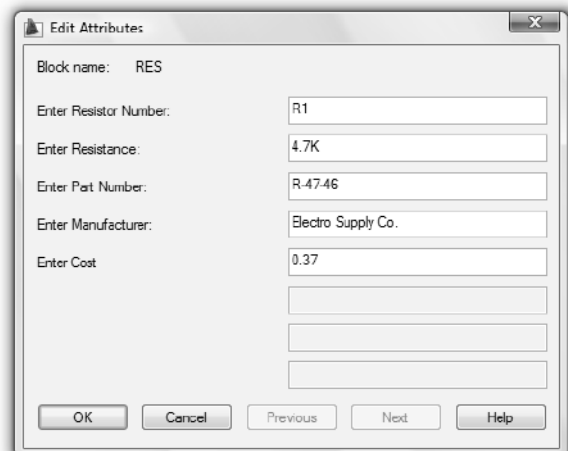 Edit Attributes
Block name: RES
Enter Resistor Number: R1
Enter Resistance: 4.7K
Enter Part Number: R-47-46
Enter Manufacturer: Electro Supply Co.
Enter Cost 0.37
OK Cancel Previous Next Help